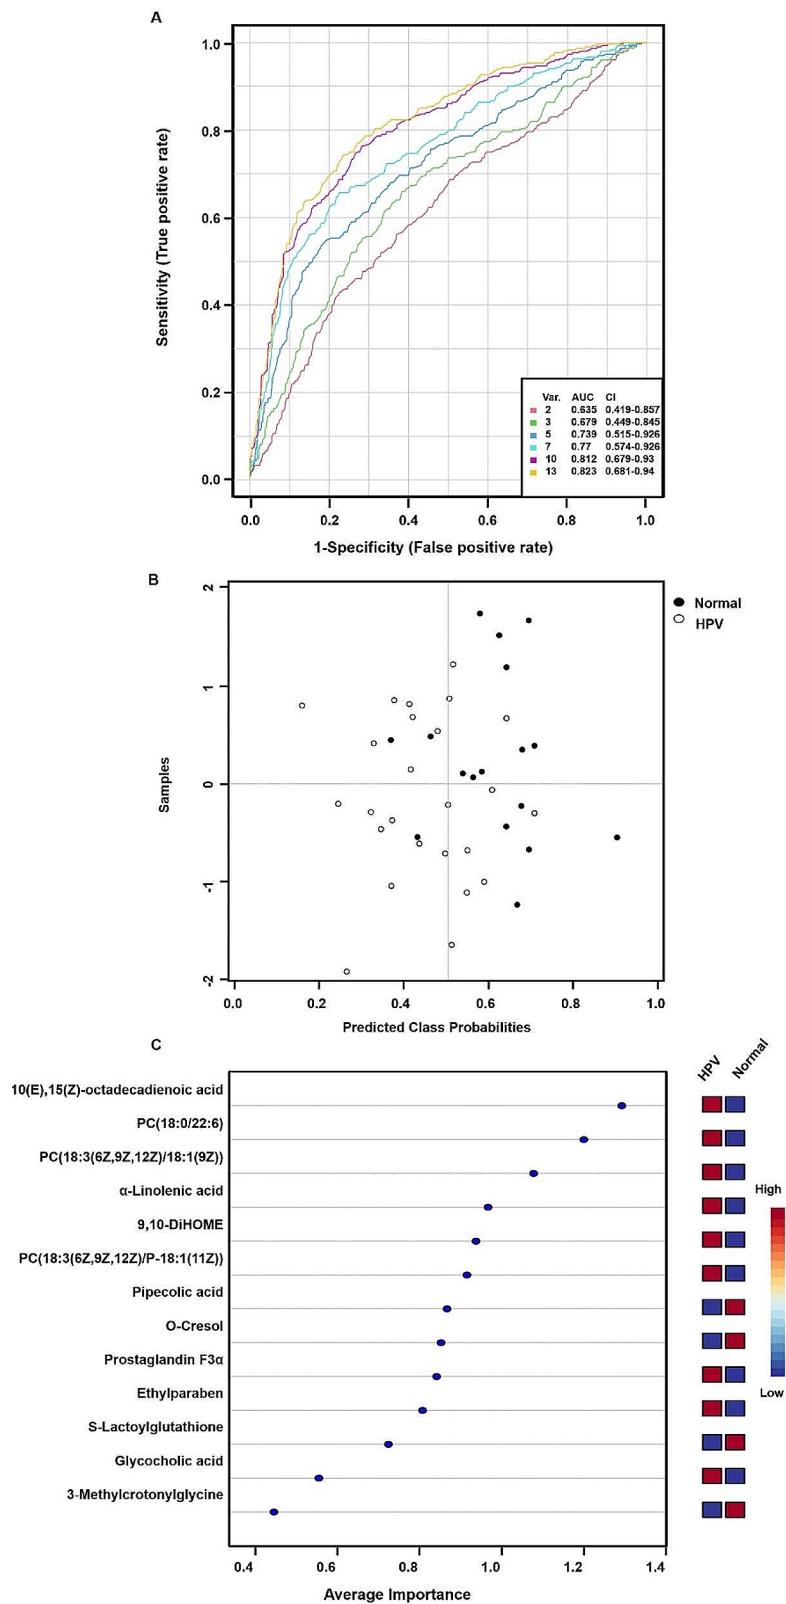 A
1.0
0.8
0.6
0.4
0.2
0.0
Sensitivity (True positive rate)
Var. AUC CI
2 0.635 0.419-0.857
3 0.679 0.449-0.845
5 0.739 0.515-0.926
7 0.77 0.574-0.926
10 0.812 0.679-0.93
13 0.823 0.681-0.94
0.0 0.2 0.4 0.6 0.8 1.0
1-Specificity (False positive rate)
B
2
1
0
-1
-2
Samples
Normal
HPV
0.0 0.2 0.4 0.6 0.8 1.0
Predicted Class Probabilities
C
HPV Normal
10(E),15(Z)-octadecadienoic acid
PC(18:0/22:6)
PC(18:3(6Z,9Z,12Z)/18:1(9Z))
α-Linolenic acid
9,10-DiHOME
PC(18:3(6Z,9Z,12Z)/P-18:1(11Z))
Pipecolic acid
O-Cresol
Prostaglandin F3α
Ethylparaben
S-Lactoylglutathione
Glycocholic acid
3-Methylcrotonylglycine
High
Low
0.4 0.6 0.8 1.0 1.2 1.4
Average Importance